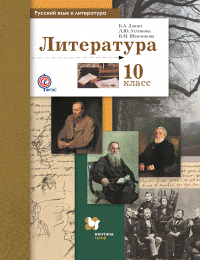 Русский язык и литература
Б.А. Ланин
Л.Ю. Устинова
В.М. Шамчикова
Литература
10
класс
ФГОС
вентана
граф